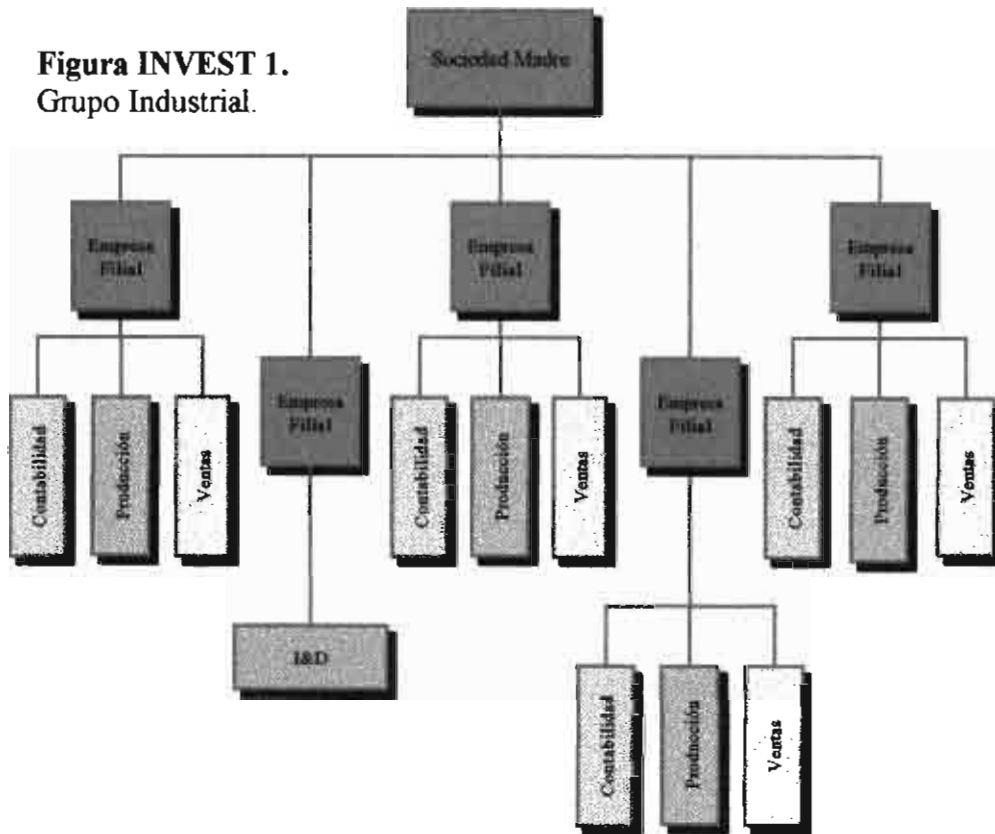 Figura INVEST 1.
Grupo Industrial.
Sociedad Madre
Empresa
Filial
Empresa
Filial
Empresa
Filial
Empresa
Filial
Empresa
Filial
Contabilidad
Producción
Ventas
Contabilidad
Producción
Ventas
Contabilidad
Producción
Ventas
I&D
Contabilidad
Producción
Ventas